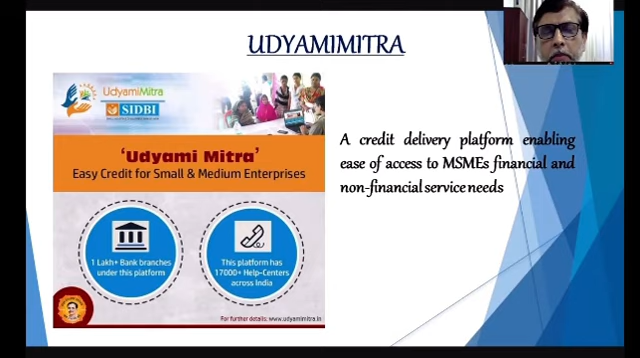 UDYAMIMITRA
UdyamiMitra
SIDBI
'Udyami Mitra'
Easy Credit for Small & Medium Enterprises
1 Lakh+ Bank branches
under this platform
This platform has
17000+ Help-Centers
across India
For further details: www.udyamimitra.in
A credit delivery platform enabling
ease of access to MSMEs financial and
non-financial service needs